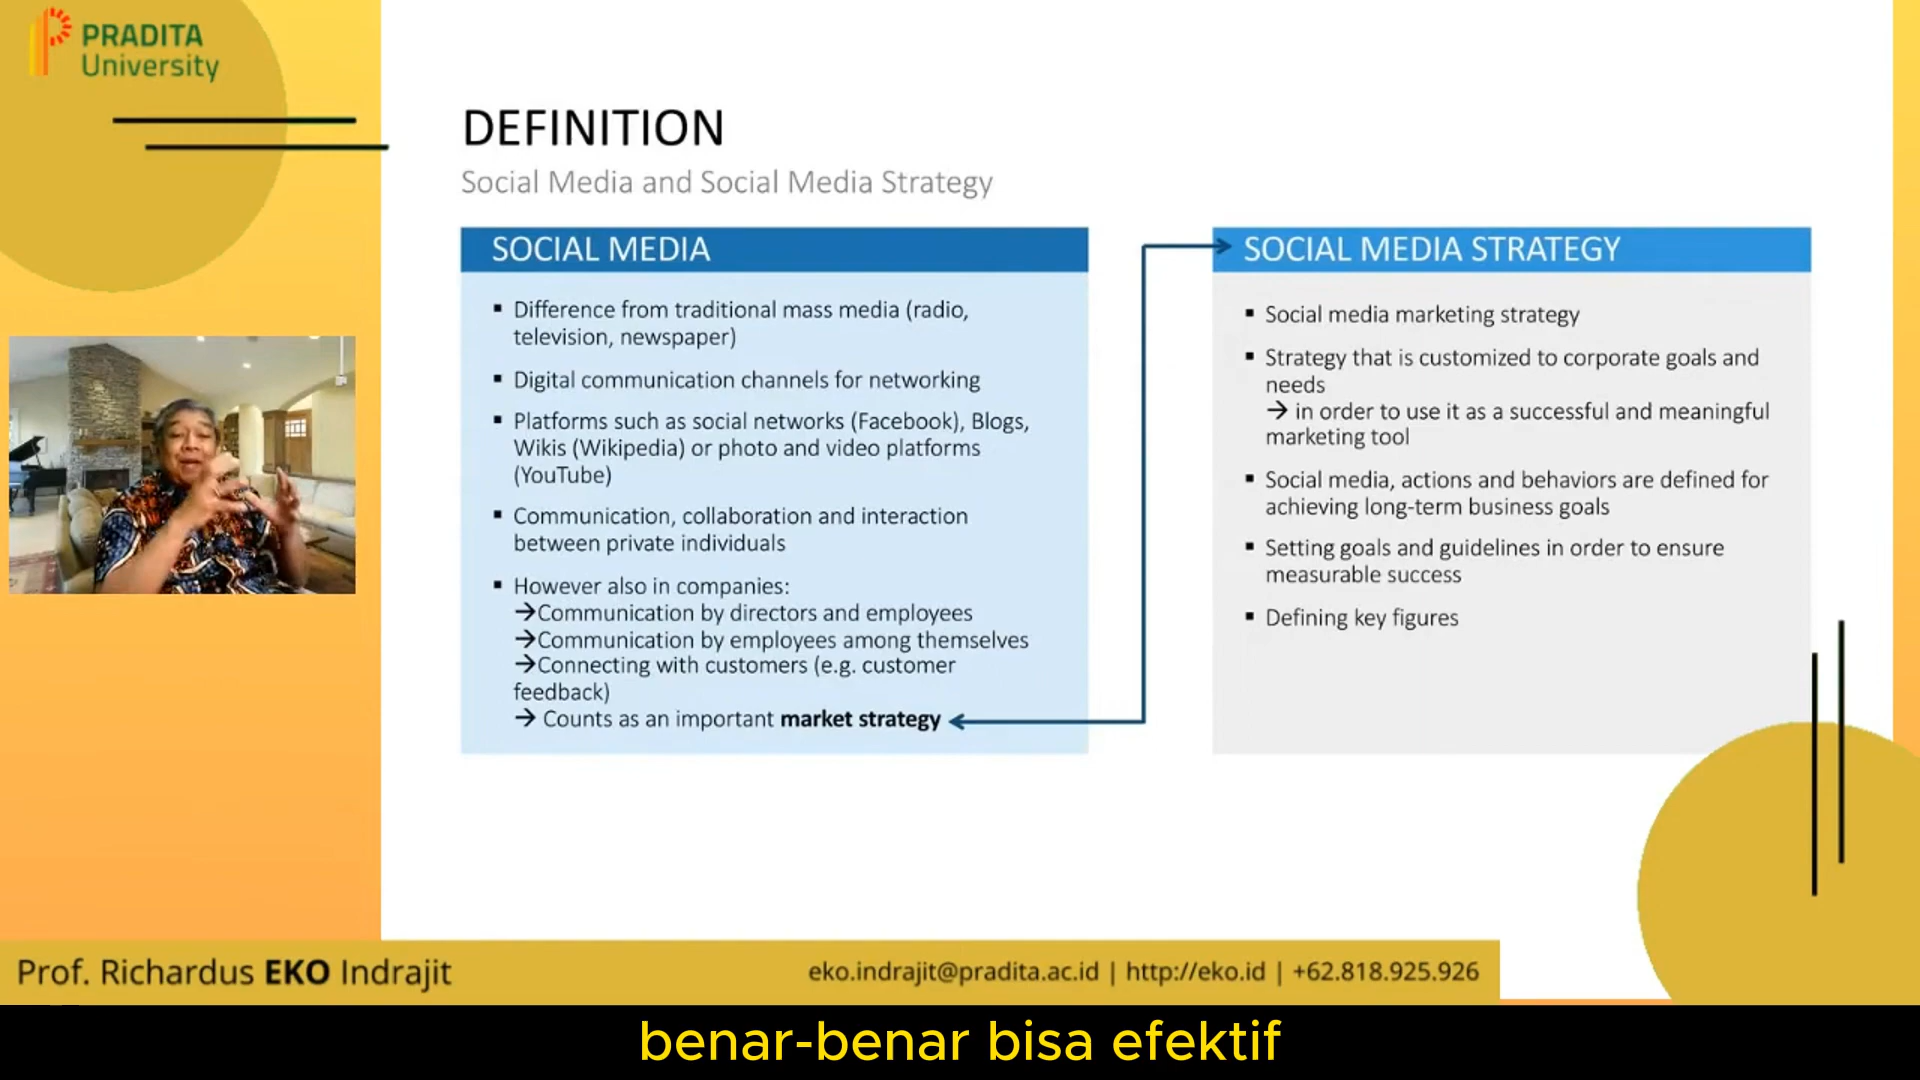 PRADITA
University
DEFINITION
Social Media and Social Media Strategy
SOCIAL MEDIA
▪ Difference from traditional mass media (radio,
television, newspaper)
▪ Digital communication channels for networking
▪ Platforms such as social networks (Facebook), Blogs,
Wikis (Wikipedia) or photo and video platforms
(YouTube)
▪ Communication, collaboration and interaction
between private individuals
▪ However also in companies:
→Communication by directors and employees
→Communication by employees among themselves
→Connecting with customers (e.g. customer
feedback)
→ Counts as an important market strategy
SOCIAL MEDIA STRATEGY
▪ Social media marketing strategy
▪ Strategy that is customized to corporate goals and
needs
→ in order to use it as a successful and meaningful
marketing tool
▪ Social media, actions and behaviors are defined for
achieving long-term business goals
▪ Setting goals and guidelines in order to ensure
measurable success
▪ Defining key figures
Prof. Richardus EKO Indrajit
eko.indrajit@pradita.ac.id | http://eko.id | +62.818.925.926
benar-benar bisa efektif